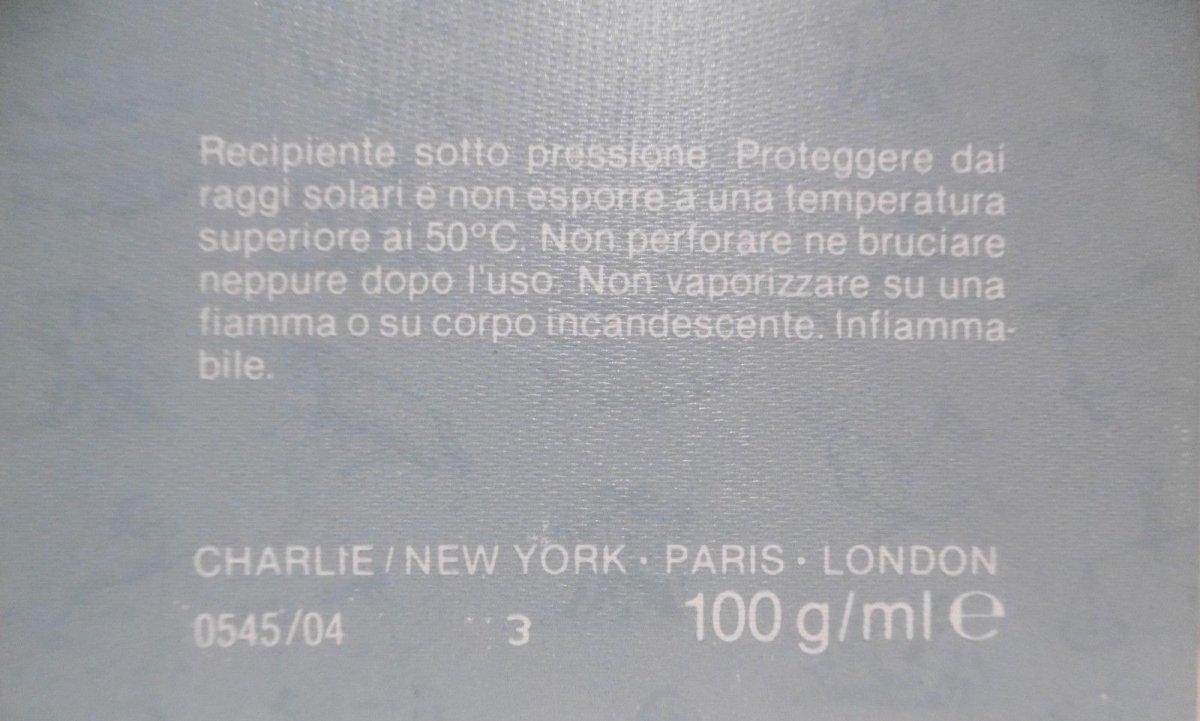 Recipiente sotto pressione. Proteggere dai
raggi solari e non esporre a una temperatura
superiore ai 50°C. Non perforare ne bruciare
neppure dopo l'uso. Non vaporizzare su una
fiamma o su corpo incandescente. Infiamma-
bile.
CHARLIE / NEW YORK · PARIS · LONDON
0545/04 3 100 g/ml ℮